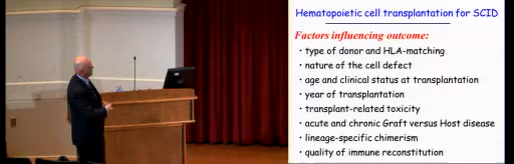 Hematopoietic cell transplantation for SCID
Factors influencing outcome:
• type of donor and HLA-matching
• nature of the cell defect
• age and clinical status at transplantation
• year of transplantation
• transplant-related toxicity
• acute and chronic Graft versus Host disease
• lineage-specific chimerism
• quality of immune reconstitution